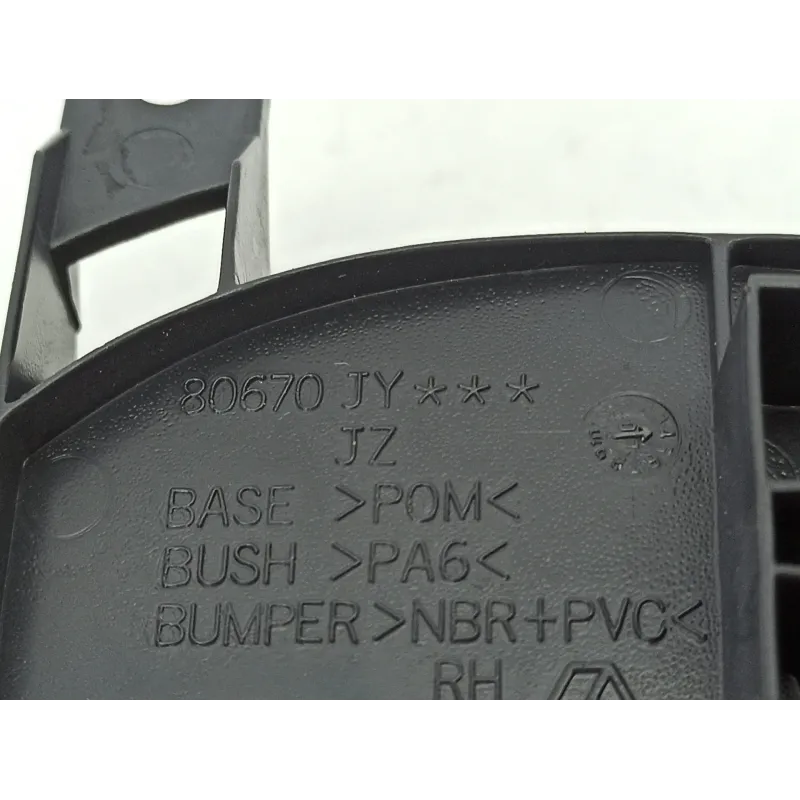 80670 JY***
JZ
BASE >POM<
BUSH >PA6<
BUMPER >NBR+PVC<
RH